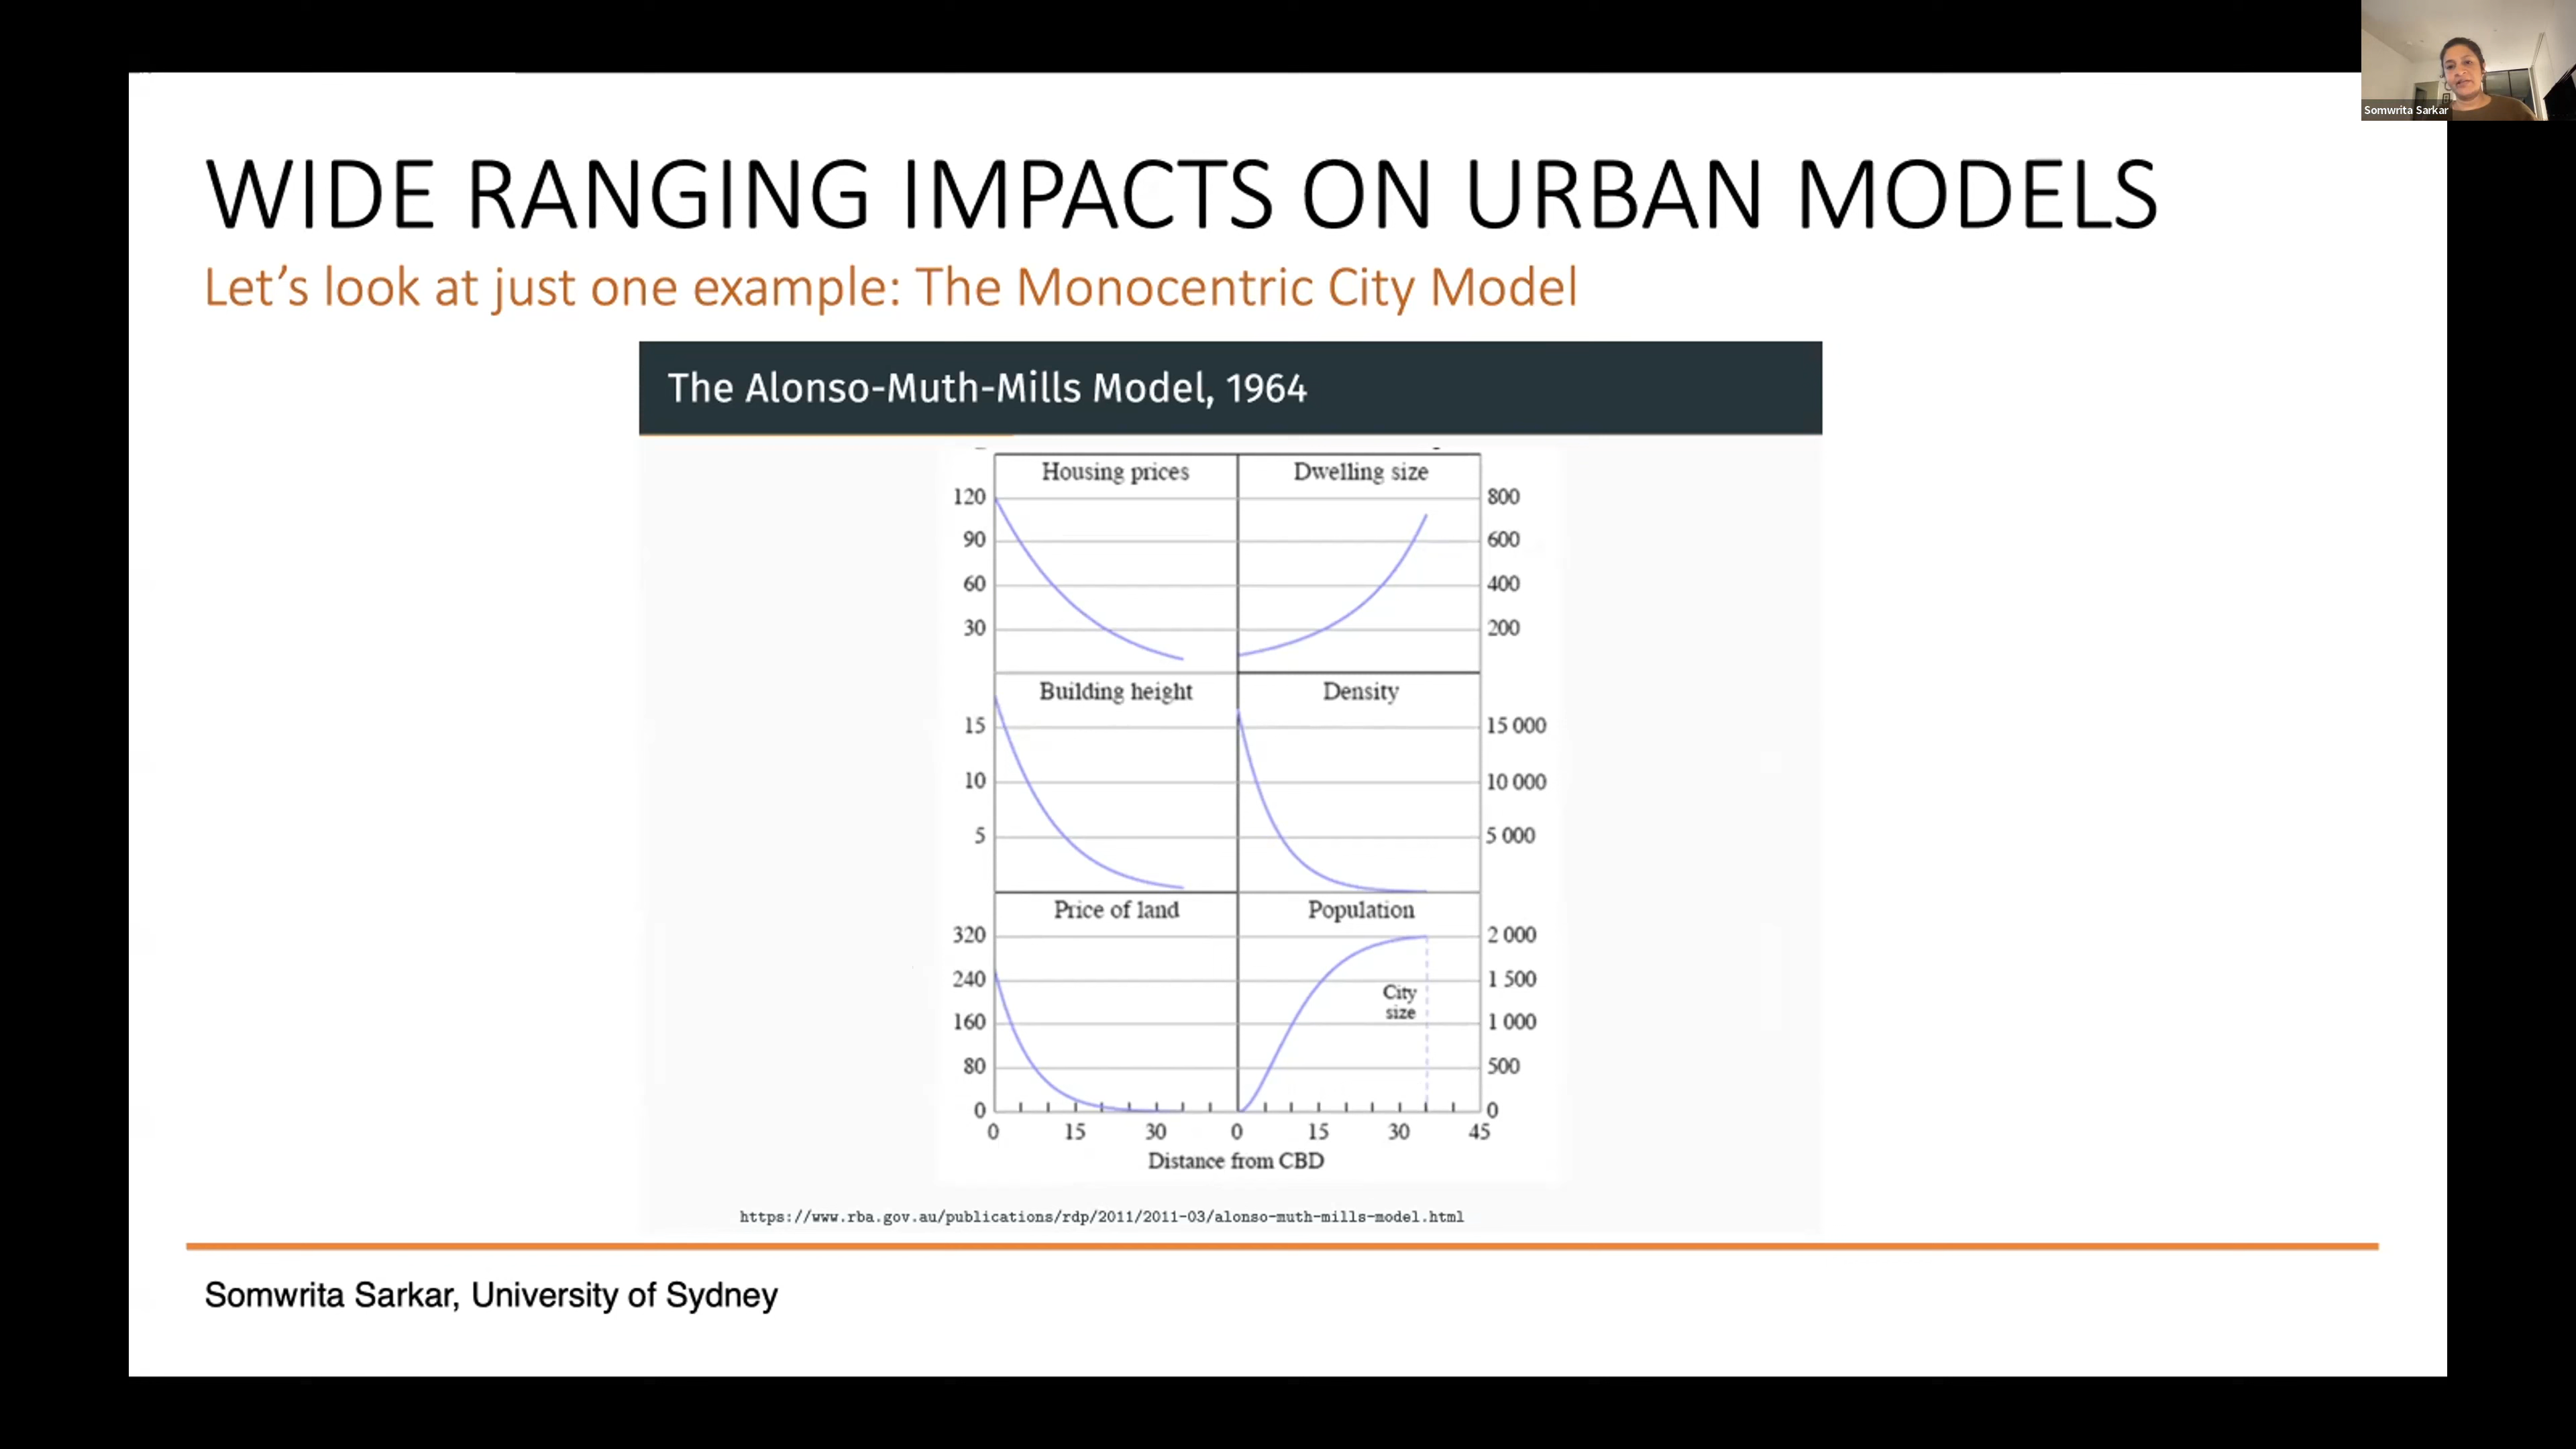 Somwrita Sarkar
WIDE RANGING IMPACTS ON URBAN MODELS
Let's look at just one example: The Monocentric City Model
The Alonso-Muth-Mills Model, 1964
Housing prices
Dwelling size
120
90
60
30
800
600
400
200
Building height
Density
15
10
5
15 000
10 000
5 000
Price of land
Population
320
240
160
80
0
2 000
1 500
1 000
500
0
City
size
0 15 30 0 15 30 45
Distance from CBD
https://www.rba.gov.au/publications/rdp/2011/2011-03/alonso-muth-mills-model.html
Somwrita Sarkar, University of Sydney